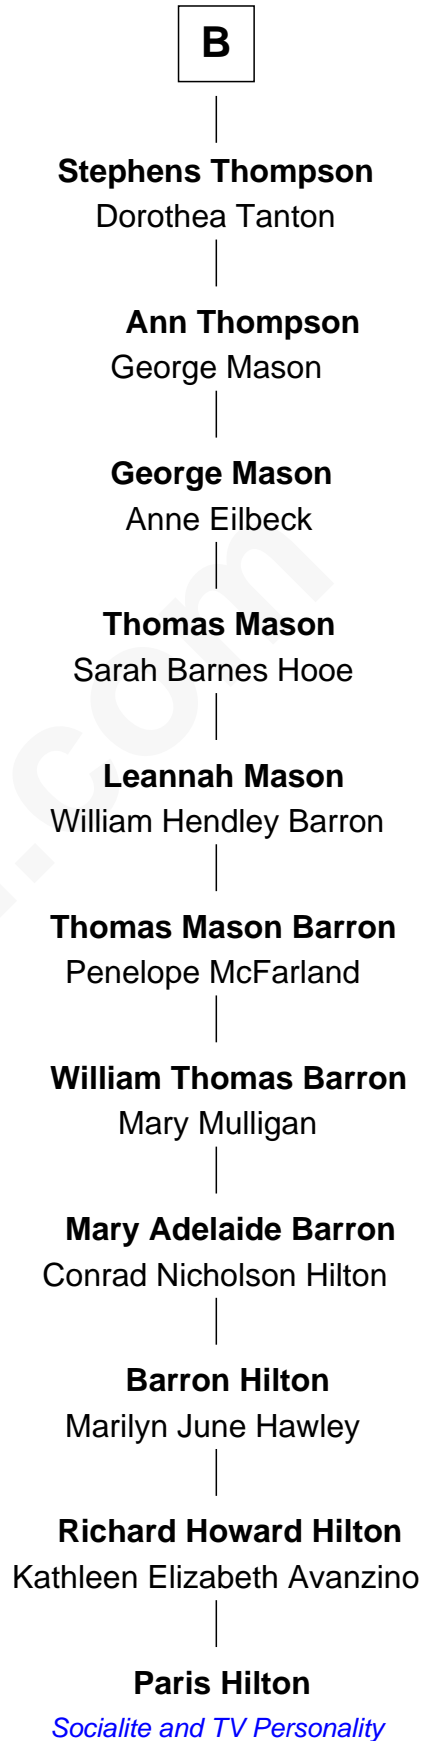 B
Stephens Thompson
Dorothea Tanton
Ann Thompson
George Mason
George Mason
Anne Eilbeck
Thomas Mason
Sarah Barnes Hooe
Leannah Mason
William Hendley Barron
Thomas Mason Barron
Penelope McFarland
William Thomas Barron
Mary Mulligan
Mary Adelaide Barron
Conrad Nicholson Hilton
Barron Hilton
Marilyn June Hawley
Richard Howard Hilton
Kathleen Elizabeth Avanzino
Paris Hilton
Socialite and TV Personality